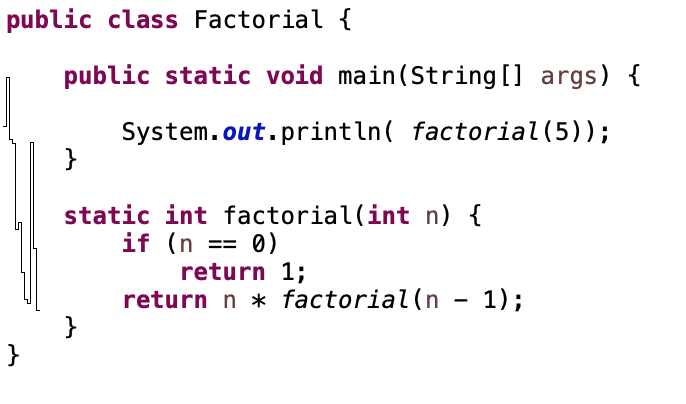 public class Factorial {
public static void main(String[] args) {
System.out.println( factorial(5));
}
static int factorial(int n) {
if (n == 0)
return 1;
return n * factorial(n - 1);
}
}